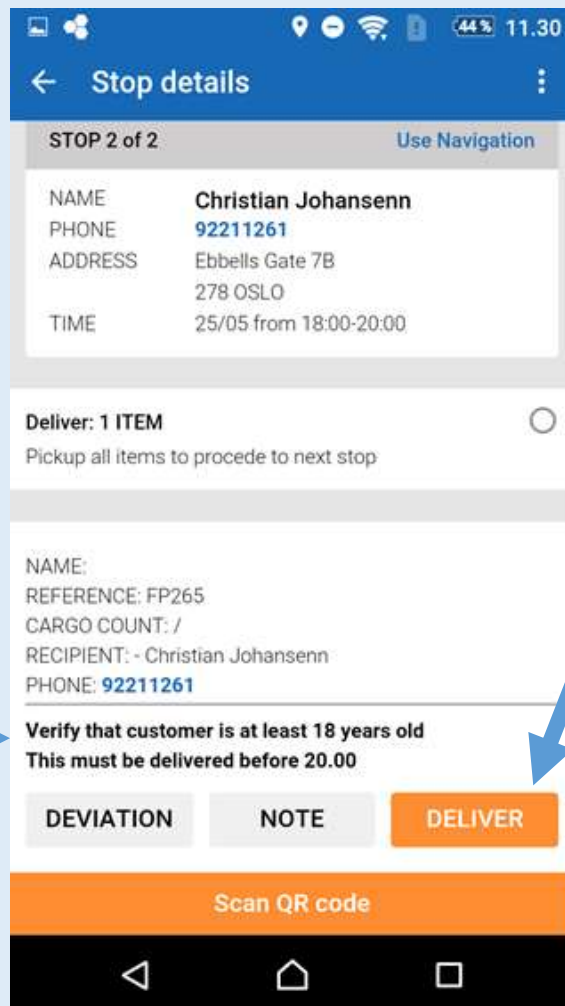 44% 11.30
Stop details
STOP 2 of 2 Use Navigation
NAME Christian Johansenn
PHONE 92211261
ADDRESS Ebbells Gate 7B
278 OSLO
TIME 25/05 from 18:00-20:00
Deliver: 1 ITEM
Pickup all items to procede to next stop
NAME:
REFERENCE: FP265
CARGO COUNT: /
RECIPIENT: - Christian Johansenn
PHONE: 92211261
Verify that customer is at least 18 years old
This must be delivered before 20.00
DEVIATION NOTE DELIVER
Scan QR code